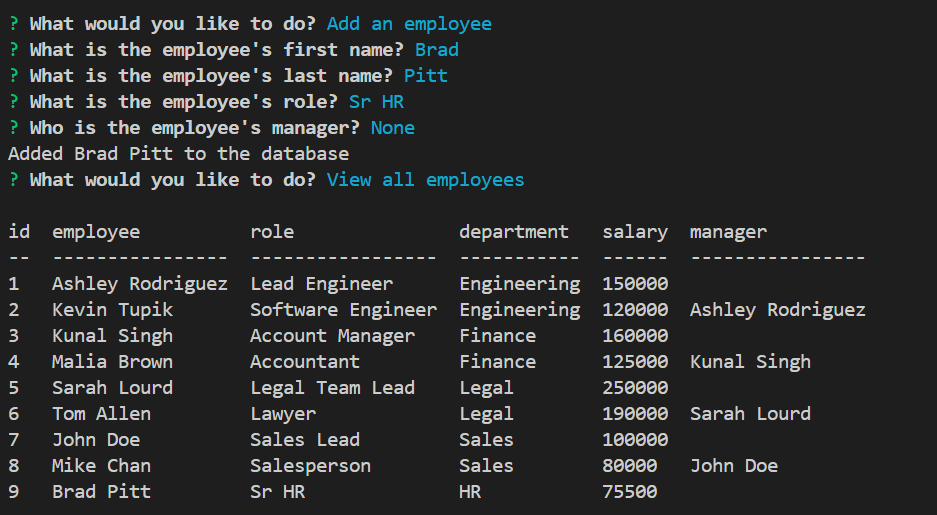 ? What would you like to do? Add an employee
? What is the employee's first name? Brad
? What is the employee's last name? Pitt
? What is the employee's role? Sr HR
? Who is the employee's manager? None
Added Brad Pitt to the database
? What would you like to do? View all employees
id  employee          role               department   salary  manager
--  ----------------  -----------------  -----------  ------  ----------------
1   Ashley Rodriguez  Lead Engineer      Engineering  150000
2   Kevin Tupik       Software Engineer  Engineering  120000  Ashley Rodriguez
3   Kunal Singh       Account Manager    Finance      160000
4   Malia Brown       Accountant         Finance      125000  Kunal Singh
5   Sarah Lourd       Legal Team Lead    Legal        250000
6   Tom Allen         Lawyer             Legal        190000  Sarah Lourd
7   John Doe          Sales Lead         Sales        100000
8   Mike Chan         Salesperson        Sales        80000   John Doe
9   Brad Pitt         Sr HR              HR           75500